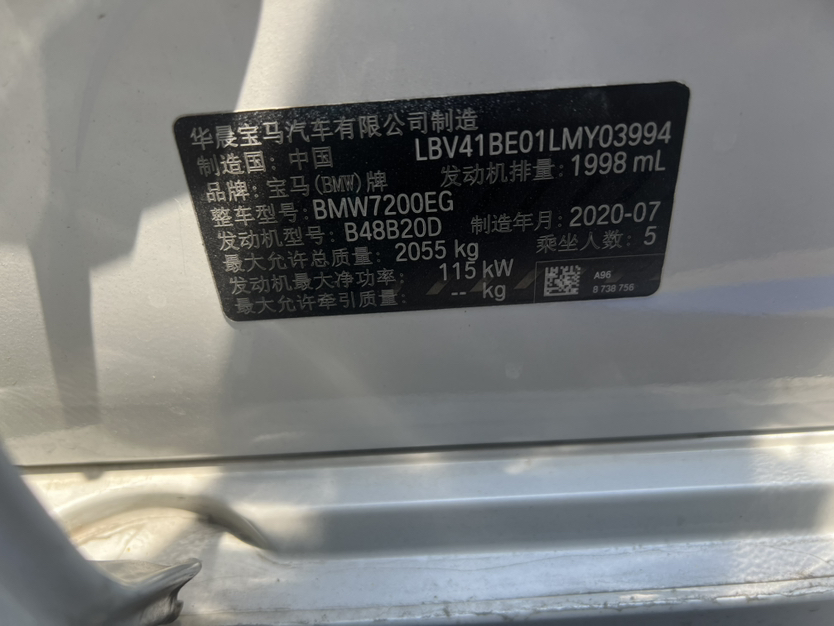 华晨宝马汽车有限公司制造
LBV41BE01LMY03994
制造国: 中国
发动机排量: 1998 mL
品牌: 宝马(BMW)牌
整车型号: BMW7200EG
制造年月: 2020-07
发动机型号: B48B20D
乘坐人数: 5
最大允许总质量: 2055 kg
发动机最大净功率: 115 kW
最大允许牵引质量: -- kg
A96
8 738 756